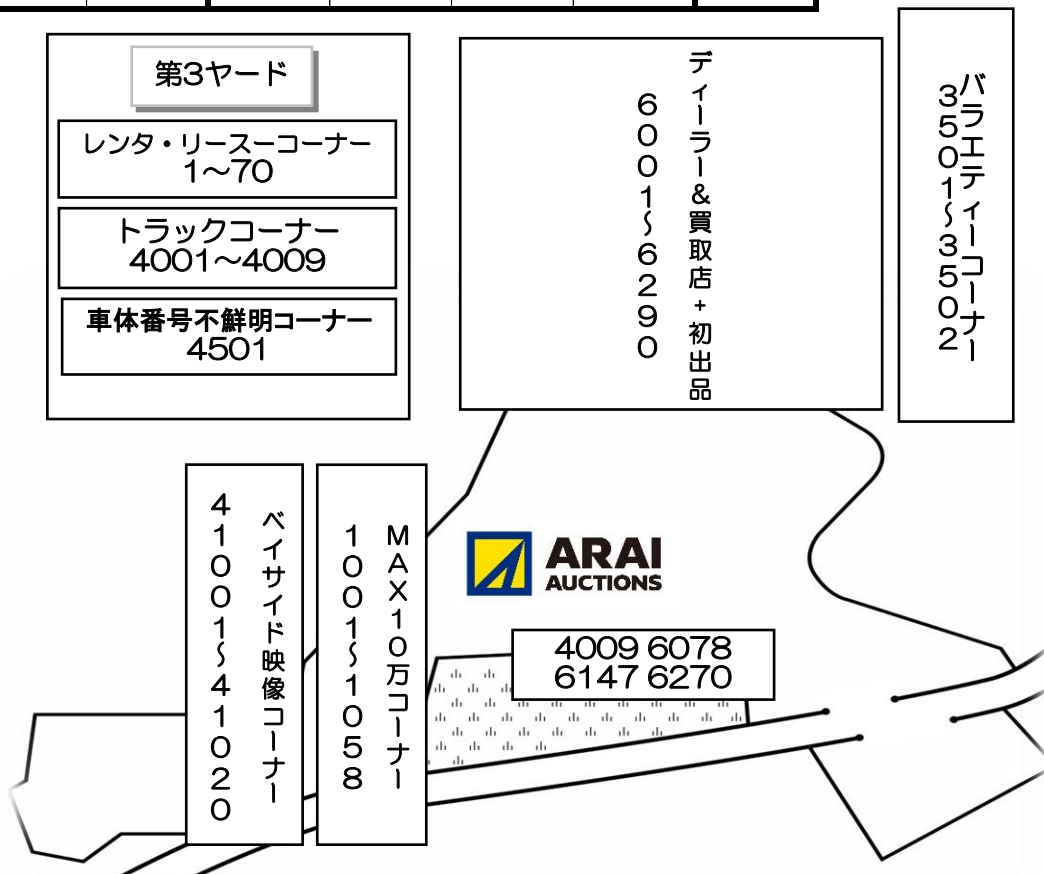 第3ヤード
レンタ・リースーコーナー
1〜70
トラックコーナー
4001〜4009
車体番号不鮮明コーナー
4501
ディーラー&買取店+初出品
6001〜6290
バラエティーコーナー
3501〜3502
ベイサイド映像コーナー
41001〜41020
MAX10万コーナー
1001〜1058
ARAI
AUCTIONS
4009 6078
6147 6270